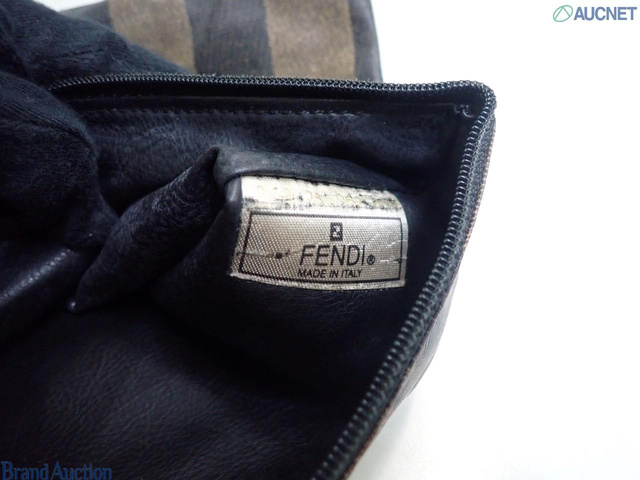 AUCNET
FENDI®
MADE IN ITALY
Brand Auction